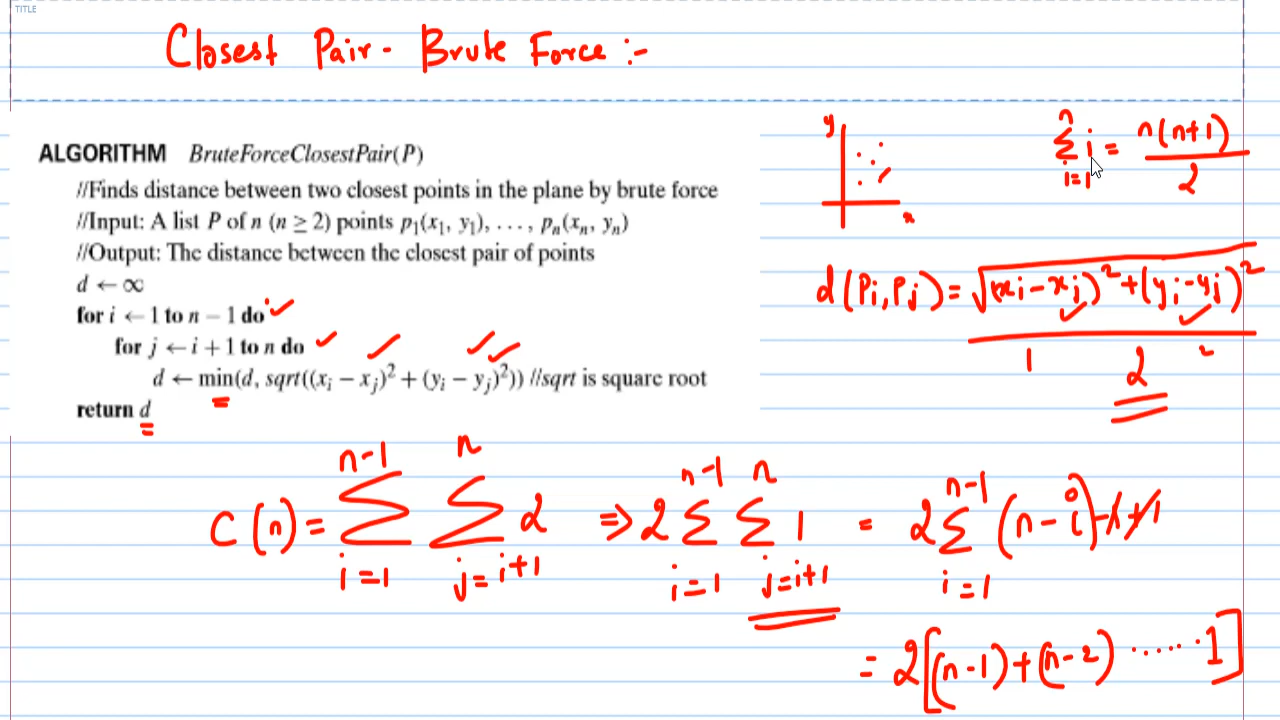 TITLE
Closest Pair - Brute Force :-
ALGORITHM BruteForceClosestPair(P)
//Finds distance between two closest points in the plane by brute force
//Input: A list P of n (n ≥ 2) points p₁(x₁, y₁), . . . , pₙ(xₙ, yₙ)
//Output: The distance between the closest pair of points
d ← ∞
for i ← 1 to n − 1 do
for j ← i + 1 to n do
d ← min(d, sqrt((xᵢ − xⱼ)² + (yᵢ − yⱼ)²)) //sqrt is square root
return d
y
x
n
∑ i = n(n+1)
i=1 2
d(Pi, Pj) = √(xi - xj)² + (yi - yj)²
1 2 2
n-1 n
C(n) = ∑ ∑ 2
i=1 j=i+1
n-1 n
⇒ 2 ∑ ∑ 1
i=1 j=i+1
n-1
= 2 ∑ (n - i) - 1 + 1
i=1
= 2[(n-1) + (n-2) ...... 1]